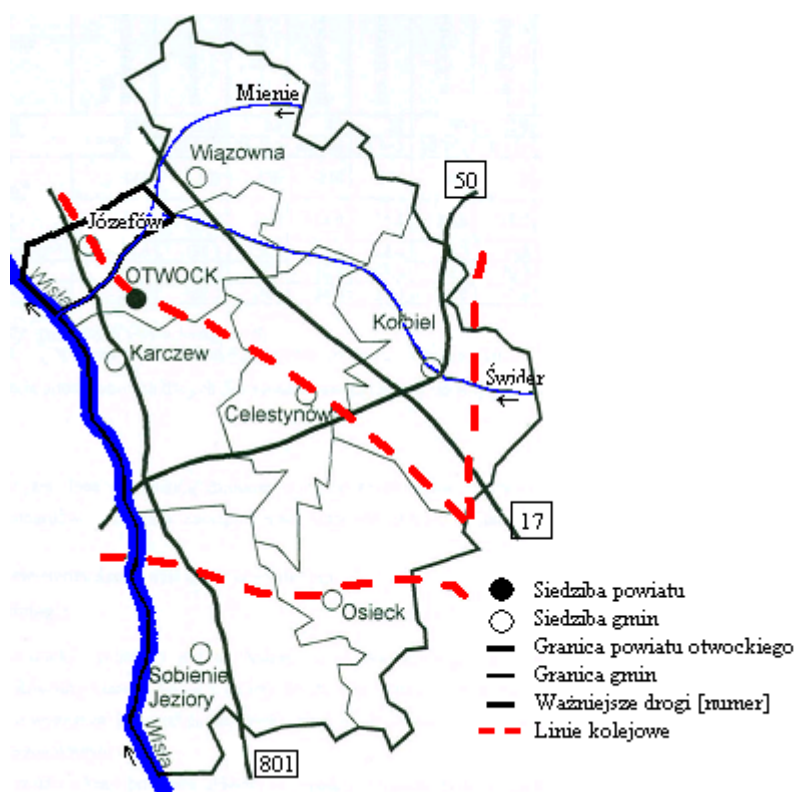 Mienie
Wiązowna
50
Józefów
Wisła
OTWOCK
Kołbiel
Karczew
Świder
Celestynów
17
Osieck
Sobienie
Jeziory
Wisła
801
Siedziba powiatu
Siedziba gmin
Granica powiatu otwockiego
Granica gmin
Ważniejsze drogi [numer]
Linie kolejowe